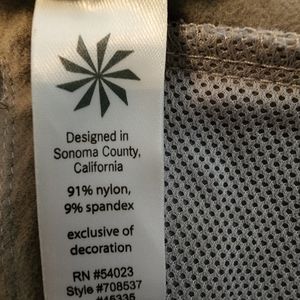 Designed in
Sonoma County,
California
91% nylon,
9% spandex
exclusive of
decoration
RN #54023
Style #708537